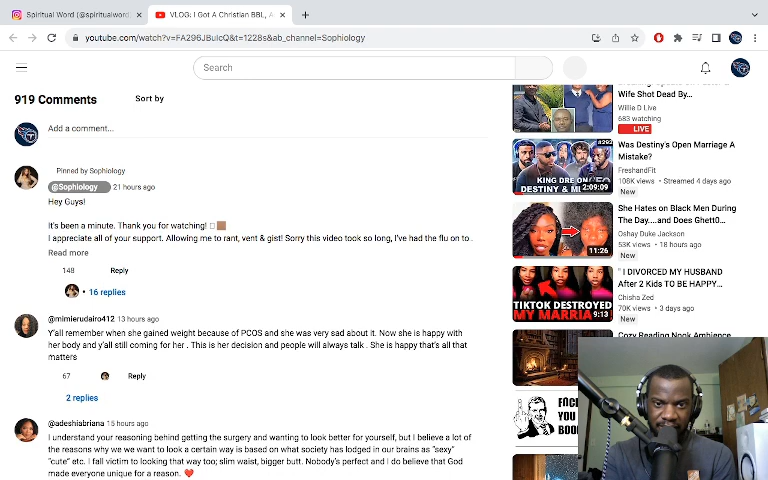 Spiritual Word (@spiritualword.
VLOG: I Got A Christian BBL, A
youtube.com/watch?v=FA296JBuIcQ&t=1228s&ab_channel=Sophiology
Search
919 Comments
Sort by
Add a comment...
Pinned by Sophiology
@Sophiology 21 hours ago
Hey Guys!
It's been a minute. Thank you for watching!
I appreciate all of your support. Allowing me to rant, vent & gist! Sorry this video took so long, I've had the flu on to .
Read more
148
Reply
16 replies
@mimierudairo412 13 hours ago
Y'all remember when she gained weight because of PCOS and she was very sad about it. Now she is happy with
her body and y'all still coming for her . This is her decision and people will always talk . She is happy that's all that
matters
67
Reply
2 replies
@adeshiabriana 15 hours ago
I understand your reasoning behind getting the surgery and wanting to look better for yourself, but I believe a lot of
the reasons why we we want to look a certain way is based on what society has lodged in our brains as "sexy"
"cute" etc. I fall victim to looking that way too; slim waist, bigger butt. Nobody's perfect and I do believe that God
made everyone unique for a reason.
Wife Shot Dead By...
Willie D Live
683 watching
LIVE
#292
KING DRE ON
DESTINY & M
2:09:09
Was Destiny's Open Marriage A
Mistake?
FreshandFit
108K views • Streamed 4 days ago
New
11:26
She Hates on Black Men During
The Day....and Does Ghett0...
Oshay Duke Jackson
53K views • 18 hours ago
New
TIKTOK DESTROYED
MY MARRIA
9:13
" I DIVORCED MY HUSBAND
After 2 Kids TO BE HAPPY...
Chisha Zed
70K views • 3 days ago
New
Cozy Reading Nook Ambience
YOU